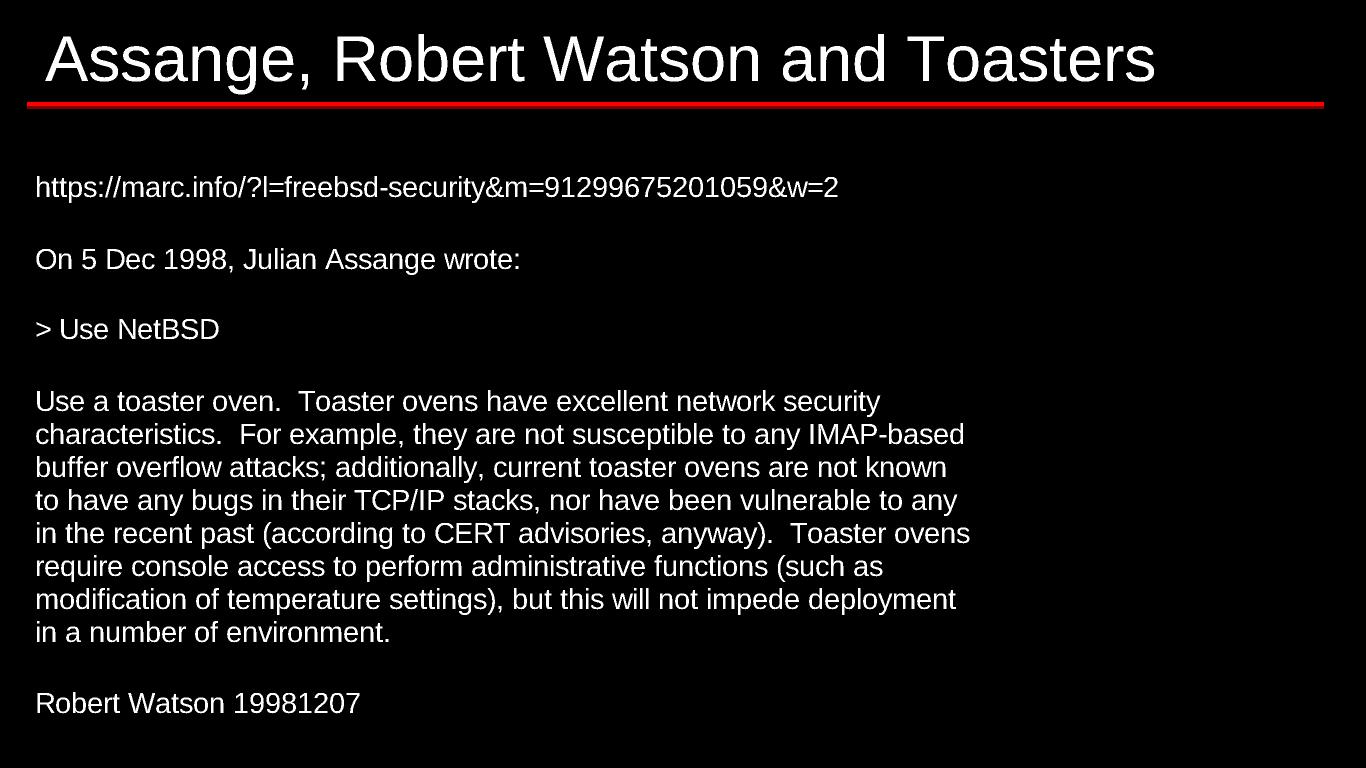 Assange, Robert Watson and Toasters
https://marc.info/?l=freebsd-security&m=91299675201059&w=2
On 5 Dec 1998, Julian Assange wrote:
> Use NetBSD
Use a toaster oven.  Toaster ovens have excellent network security
characteristics.  For example, they are not susceptible to any IMAP-based
buffer overflow attacks; additionally, current toaster ovens are not known
to have any bugs in their TCP/IP stacks, nor have been vulnerable to any
in the recent past (according to CERT advisories, anyway).  Toaster ovens
require console access to perform administrative functions (such as
modification of temperature settings), but this will not impede deployment
in a number of environment.
Robert Watson 19981207